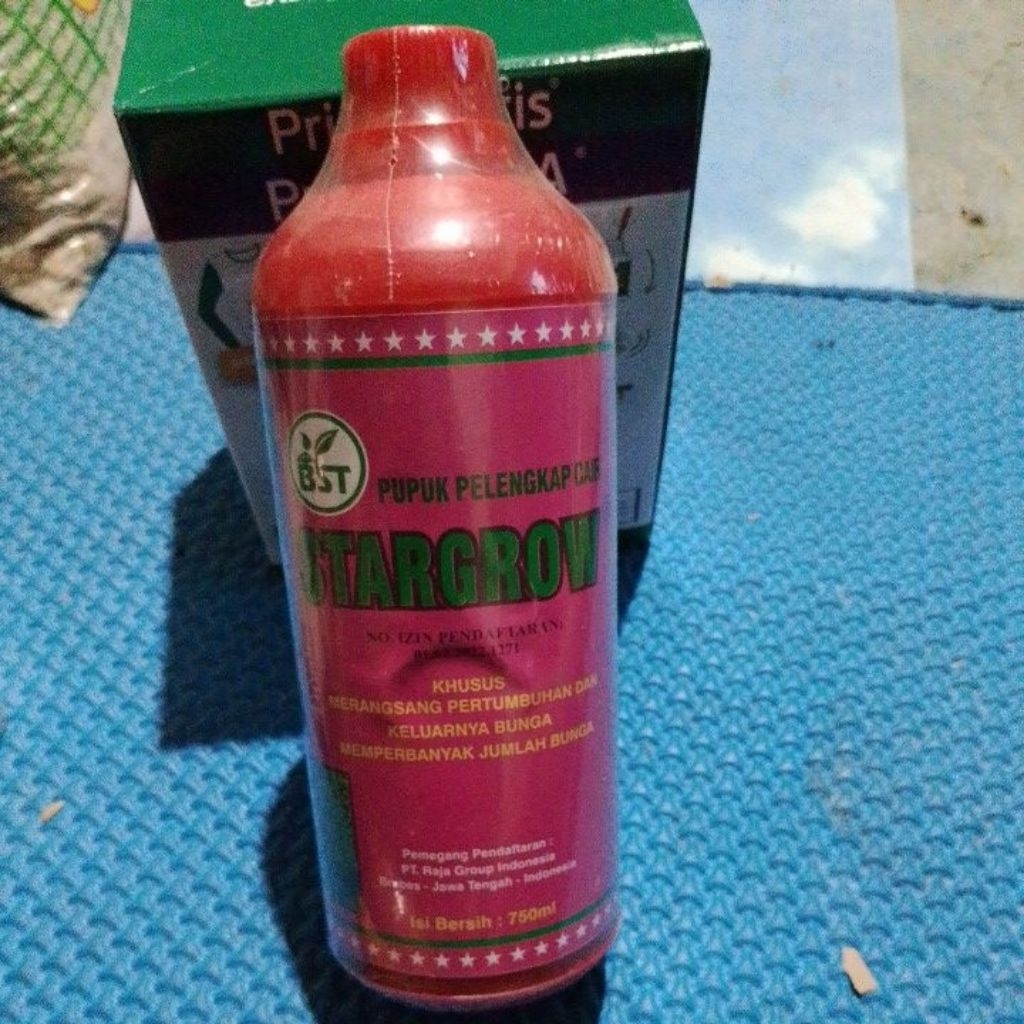 BST
PUPUK PELENGKAP
STARGROW
NO. IZIN PENDAFTARAN:
KHUSUS
MERANGSANG PERTUMBUHAN DAN
KELUARNYA BUNGA
MEMPERBANYAK JUMLAH BUNGA
Pemegang Pendaftaran :
PT. Raja Group Indonesia
Brebes - Jawa Tengah - Indonesia
Isi Bersih : 750ml